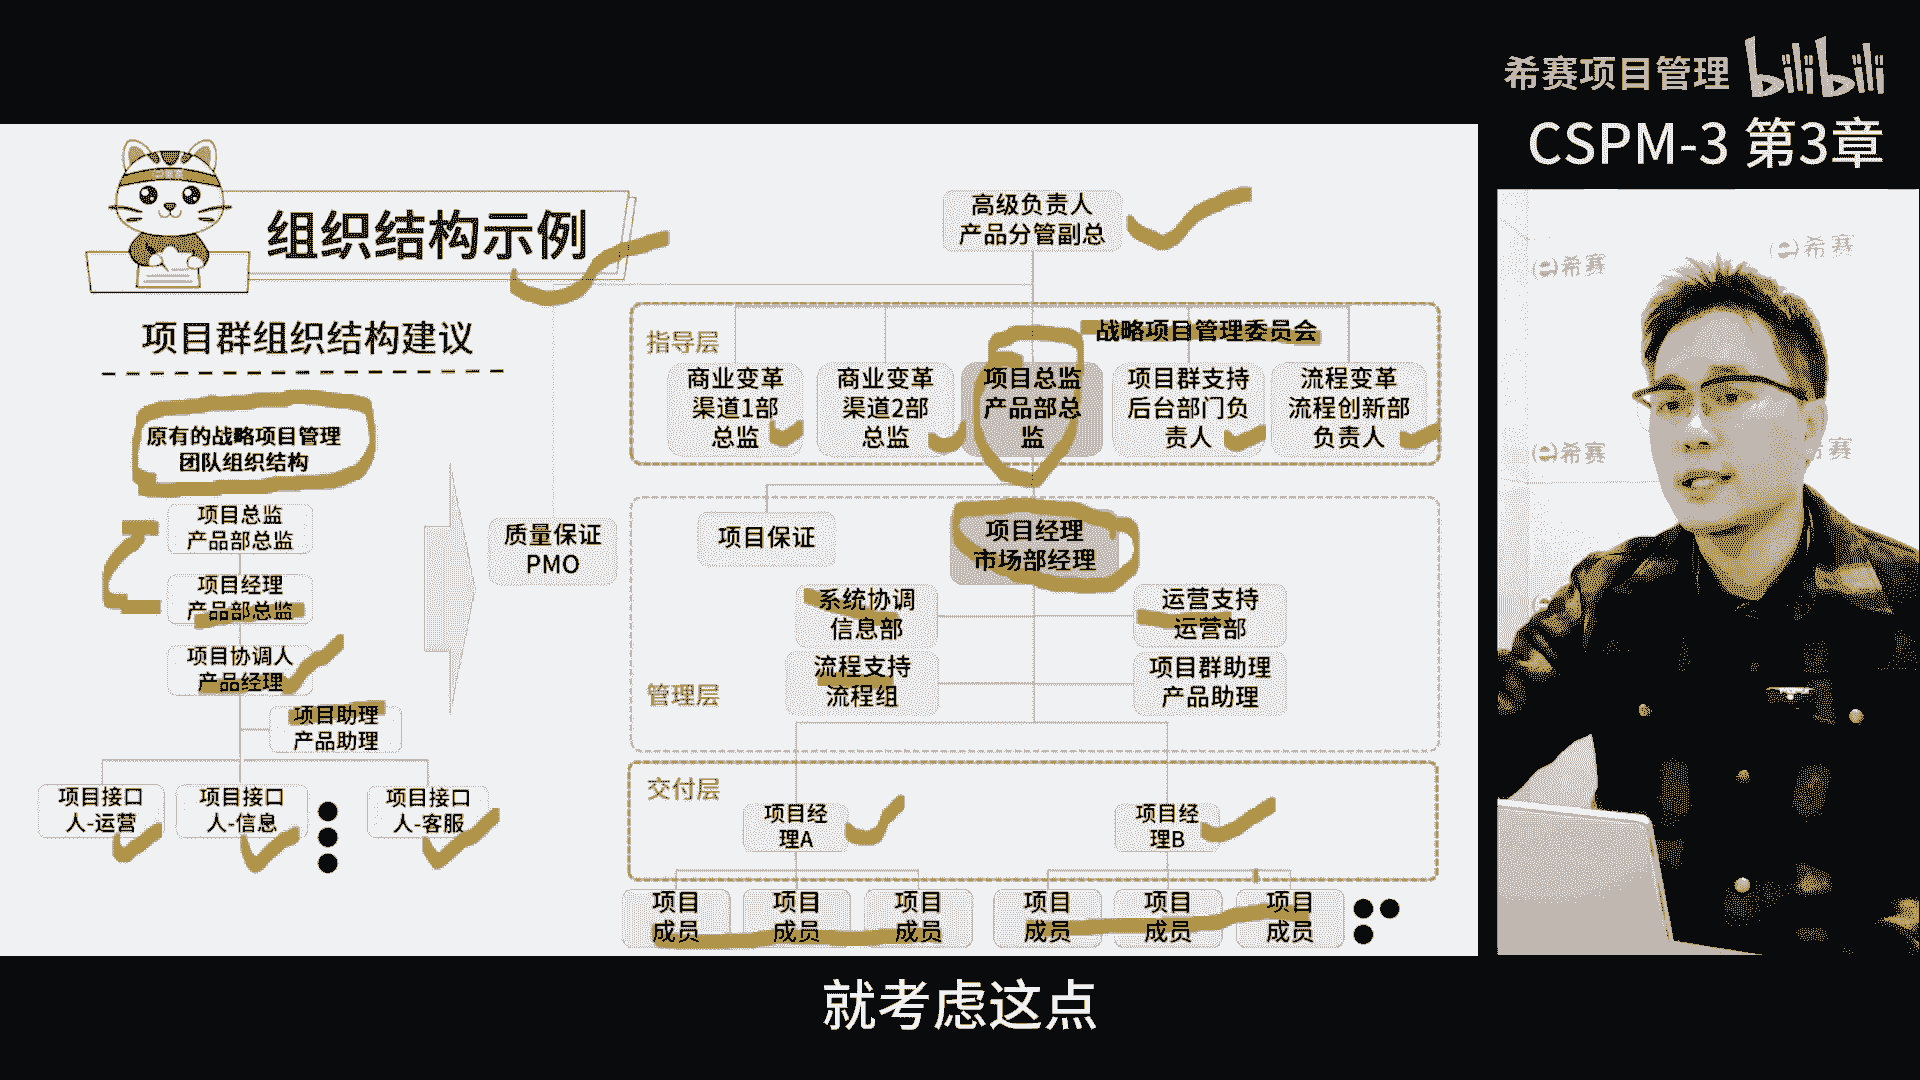 希赛项目管理 bilibili
CSPM-3 第3章
组织结构示例
项目群组织结构建议
原有的战略项目管理
团队组织结构
项目总监
产品部总监
项目经理
产品部总监
项目协调人
产品经理
项目助理
产品助理
项目接口
人-运营
项目接口
人-信息
项目接口
人-客服
高级负责人
产品分管副总
质量保证
PMO
指导层
战略项目管理委员会
商业变革
渠道1部
总监
商业变革
渠道2部
总监
项目总监
产品部总
监
项目群支持
后台部门负
责人
流程变革
流程创新部
负责人
项目保证
项目经理
市场部经理
系统协调
信息部
运营支持
运营部
流程支持
流程组
项目群助理
产品助理
管理层
交付层
项目经
理A
项目经
理B
项目
成员
项目
成员
项目
成员
项目
成员
项目
成员
项目
成员
希赛
希赛
希赛
就考虑这点